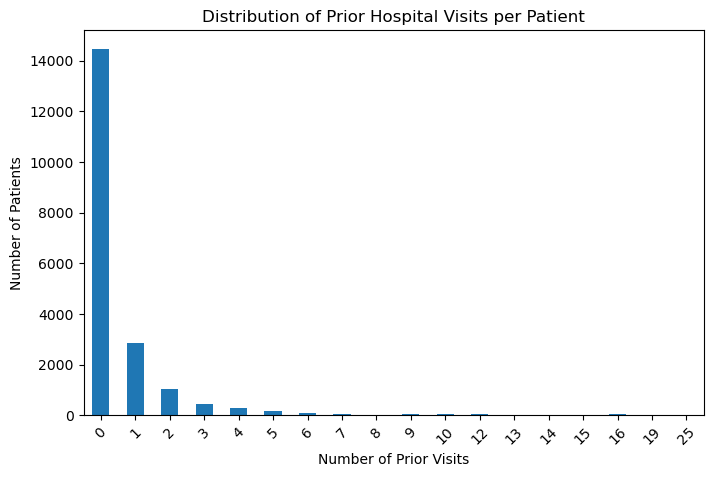 Distribution of Prior Hospital Visits per Patient
Number of Patients
14000
12000
10000
8000
6000
4000
2000
0
0 1 2 3 4 5 6 7 8 9 10 12 13 14 15 16 19 25
Number of Prior Visits